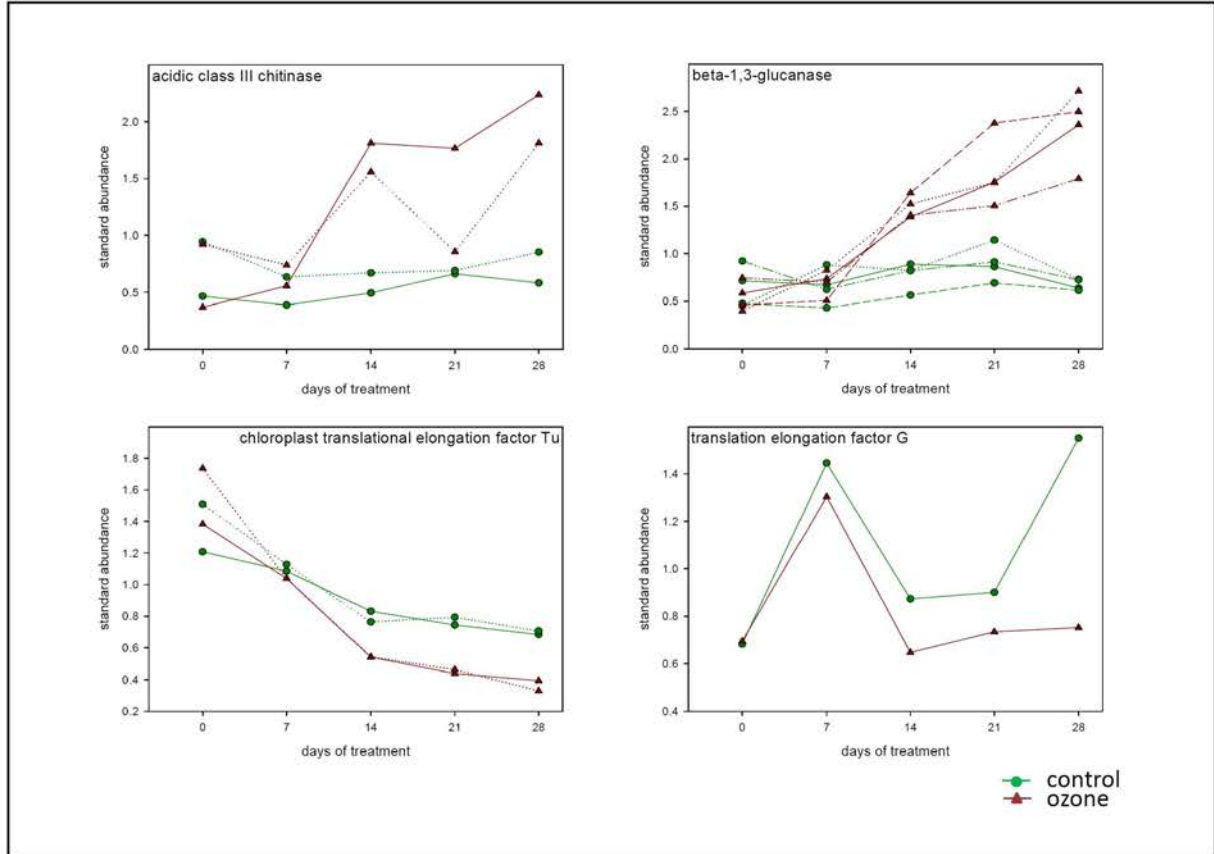 acidic class III chitinase
standard abundance
2.0
1.5
1.0
0.5
0.0
0 7 14 21 28
days of treatment
beta-1,3-glucanase
standard abundance
2.5
2.0
1.5
1.0
0.5
0.0
0 7 14 21 28
days of treatment
chloroplast translational elongation factor Tu
standard abundance
1.8
1.6
1.4
1.2
1.0
0.8
0.6
0.4
0.2
0 7 14 21 28
days of treatment
translation elongation factor G
standard abundance
1.4
1.2
1.0
0.8
0.6
0.4
0 7 14 21 28
days of treatment
control
ozone